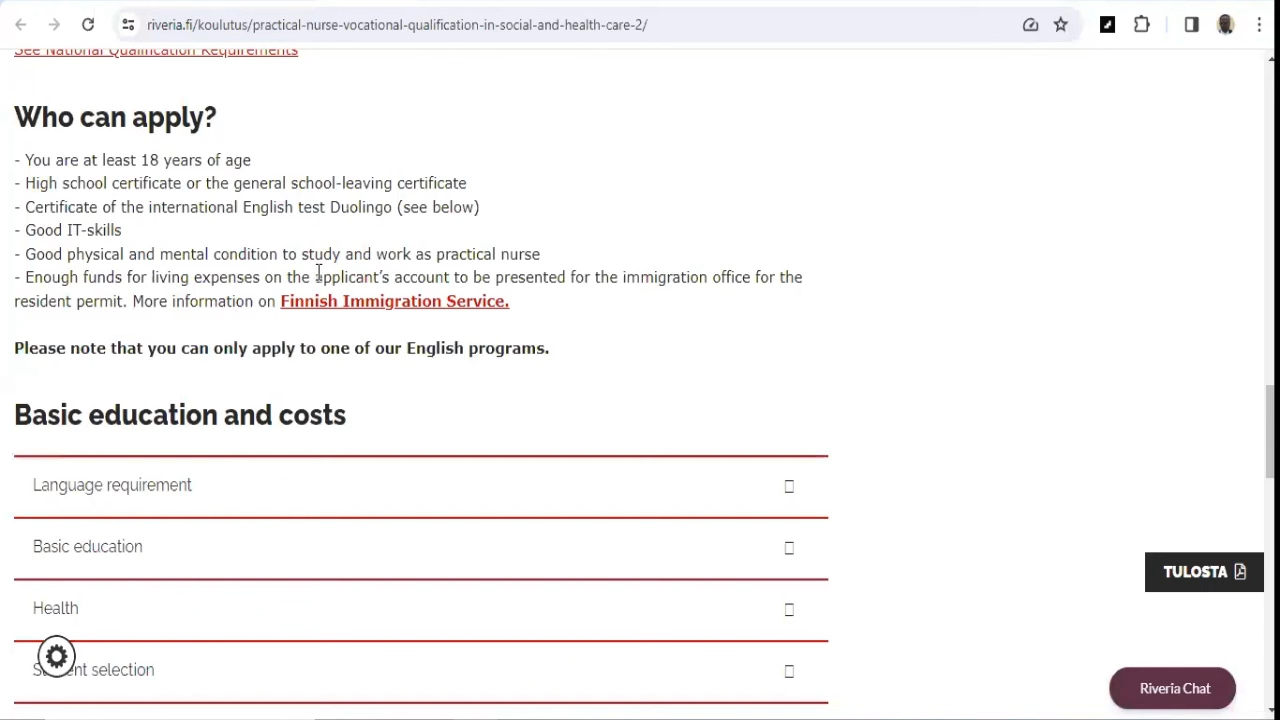 riveria.fi/koulutus/practical-nurse-vocational-qualification-in-social-and-health-care-2/
See National Qualification Requirements
Who can apply?
- You are at least 18 years of age
- High school certificate or the general school-leaving certificate
- Certificate of the international English test Duolingo (see below)
- Good IT-skills
- Good physical and mental condition to study and work as practical nurse
- Enough funds for living expenses on the applicant's account to be presented for the immigration office for the
resident permit. More information on Finnish Immigration Service.
Please note that you can only apply to one of our English programs.
Basic education and costs
Language requirement
Basic education
TULOSTA
Health
Student selection
Riveria Chat